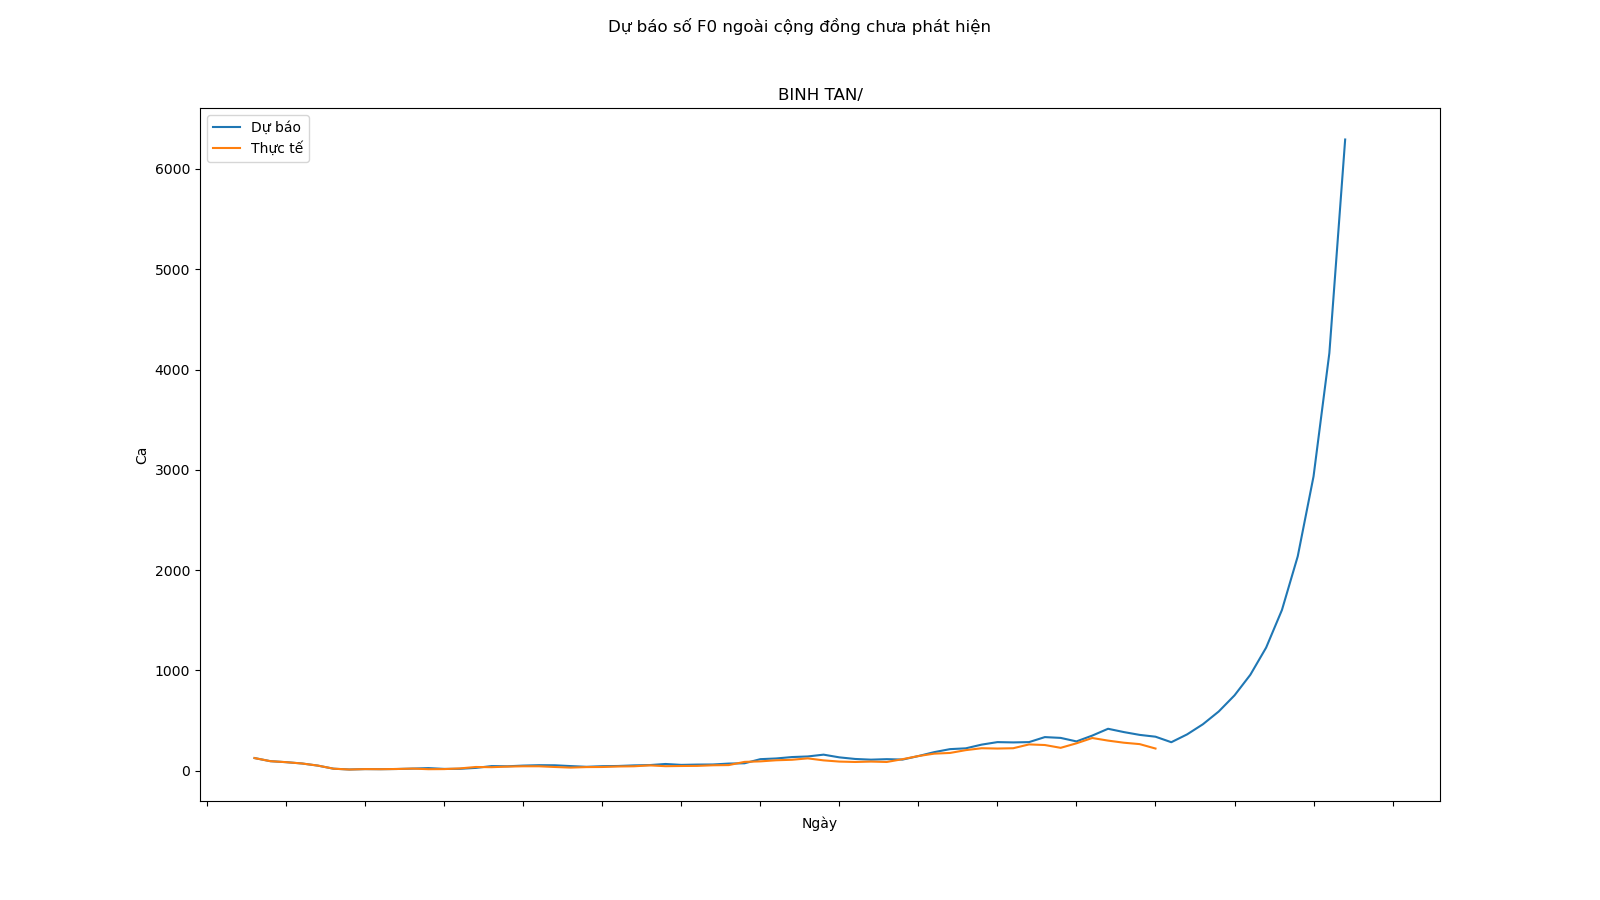 Dự báo số F0 ngoài cộng đồng chưa phát hiện
BINH TAN/
Dự báo
Thực tế
6000
5000
4000
3000
2000
1000
0
Ca
Ngày